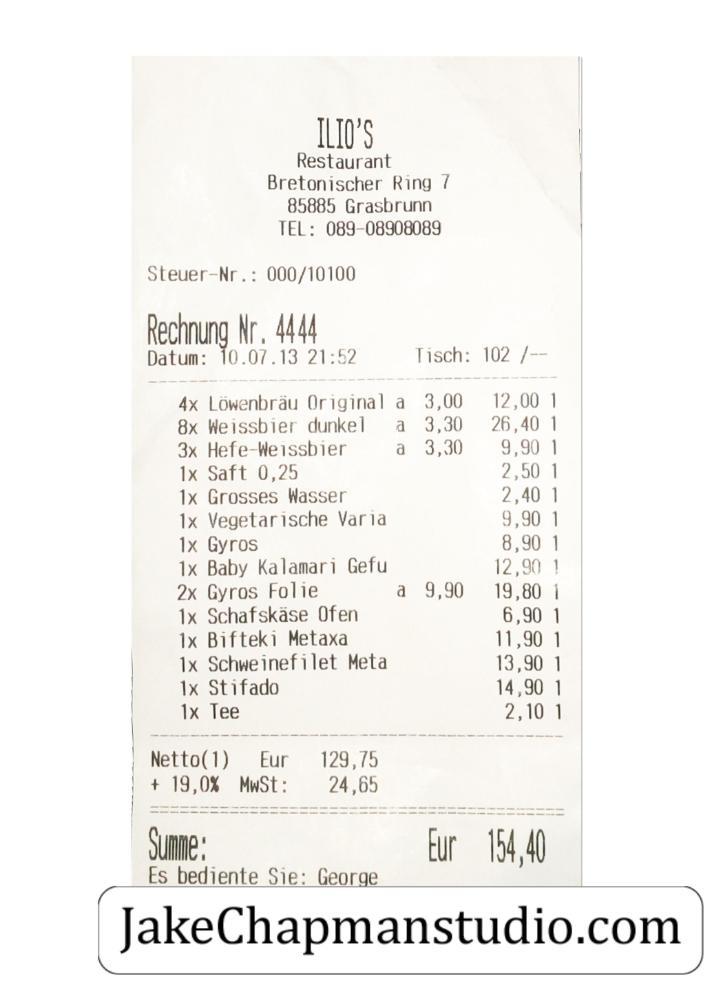 ILIO'S
Restaurant
Bretonischer Ring 7
85885 Grasbrunn
TEL: 089-08908089
Steuer-Nr.: 000/10100
Rechnung Nr. 4444
Datum: 10.07.13 21:52 Tisch: 102 /--
4x Löwenbräu Original a 3,00 12,00 1
8x Weissbier dunkel a 3,30 26,40 1
3x Hefe-Weissbier a 3,30 9,90 1
1x Saft 0,25 2,50 1
1x Grosses Wasser 2,40 1
1x Vegetarische Varia 9,90 1
1x Gyros 8,90 1
1x Baby Kalamari Gefu 12,90 1
2x Gyros Folie a 9,90 19,80 1
1x Schafskäse Ofen 6,90 1
1x Bifteki Metaxa 11,90 1
1x Schweinefilet Meta 13,90 1
1x Stifado 14,90 1
1x Tee 2,10 1
Netto(1) Eur 129,75
+ 19,0% MwSt: 24,65
Summe: Eur 154,40
Es bediente Sie: George
JakeChapmanstudio.com